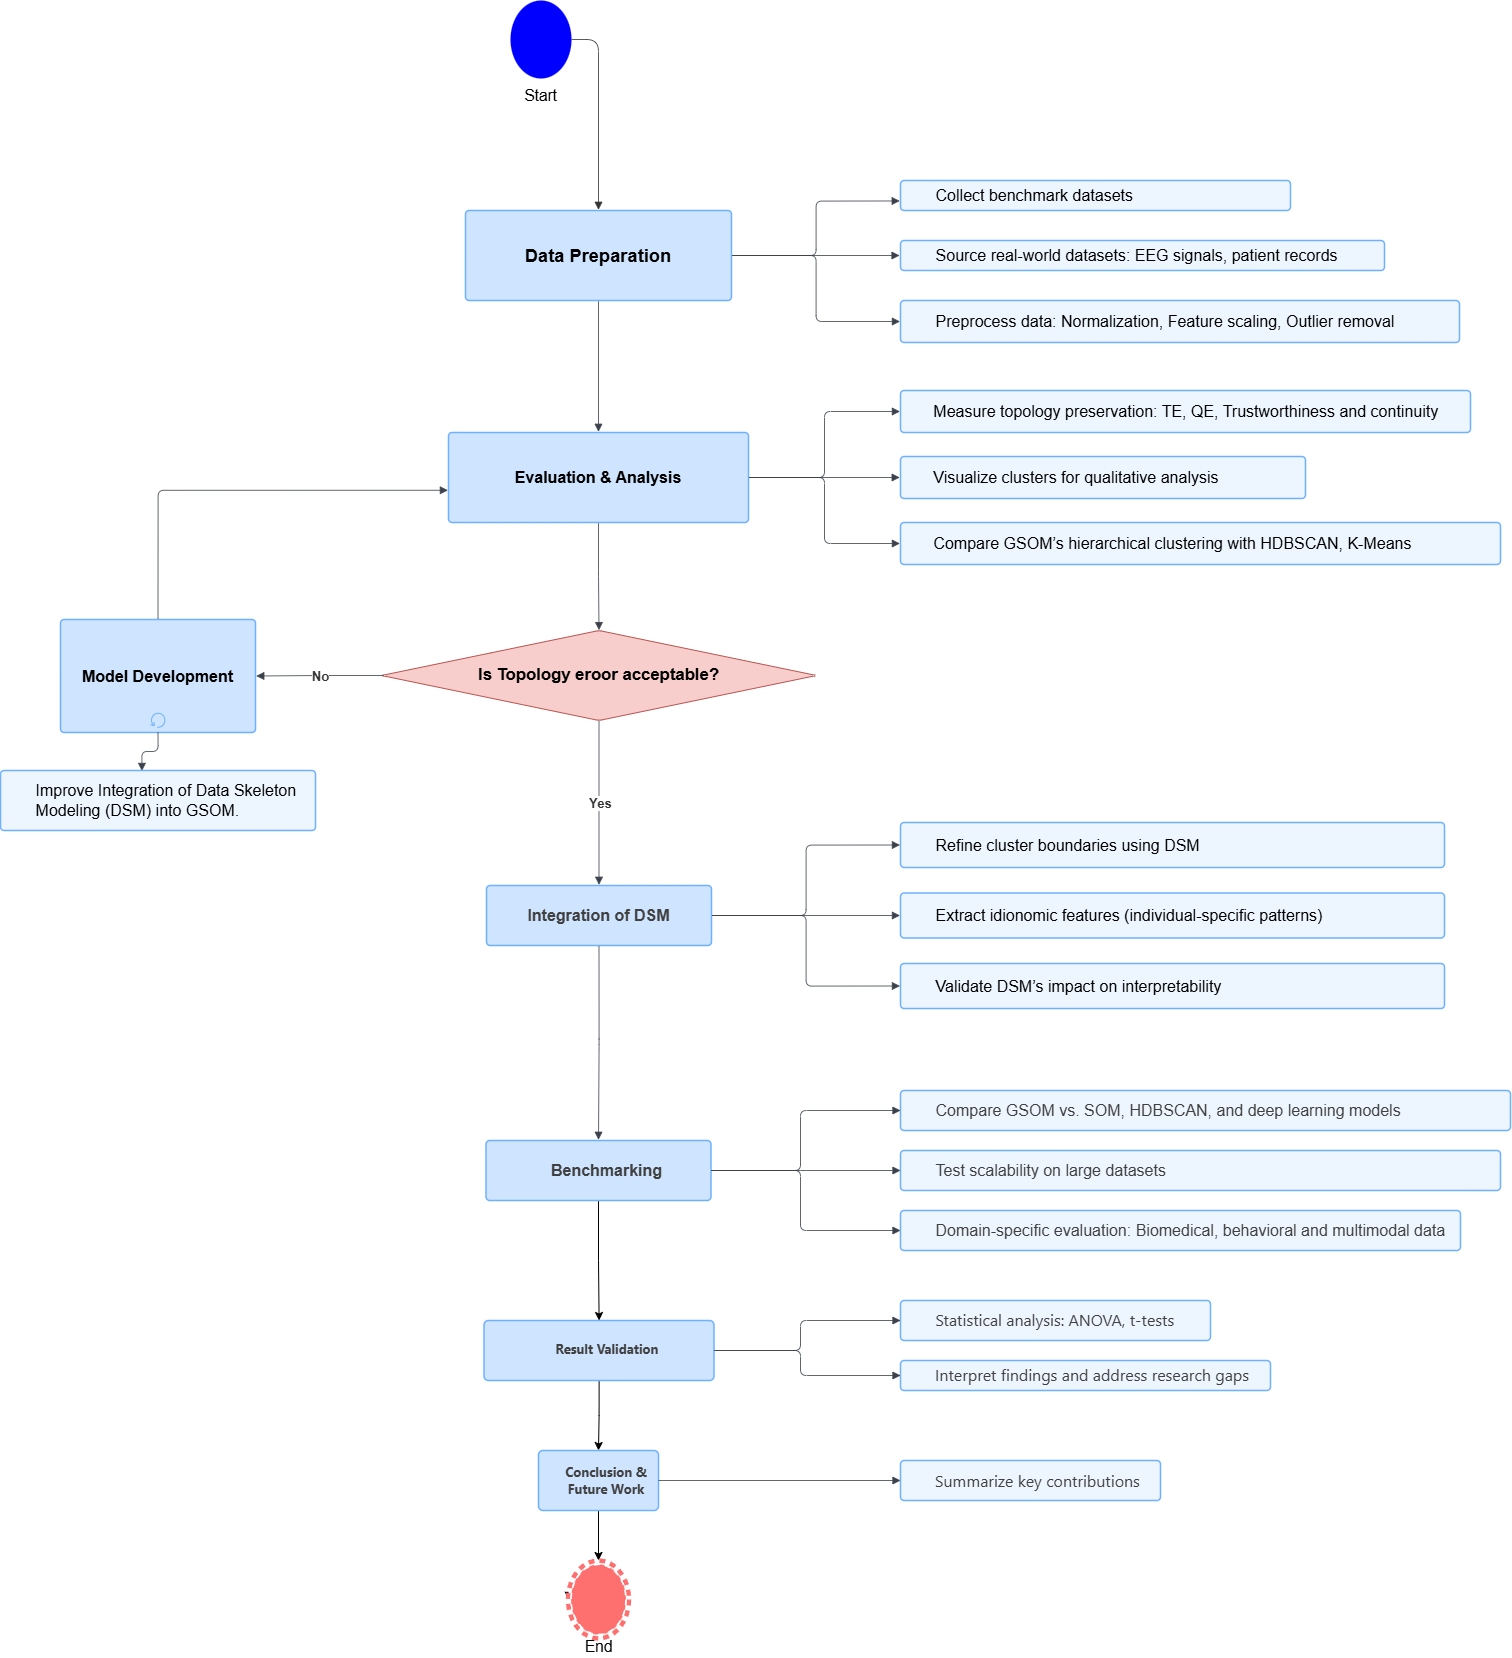 Start
Data Preparation
Collect benchmark datasets
Source real-world datasets: EEG signals, patient records
Preprocess data: Normalization, Feature scaling, Outlier removal
Evaluation & Analysis
Measure topology preservation: TE, QE, Trustworthiness and continuity
Visualize clusters for qualitative analysis
Compare GSOM’s hierarchical clustering with HDBSCAN, K-Means
Is Topology eroor acceptable?
No
Model Development
Improve Integration of Data Skeleton
Modeling (DSM) into GSOM.
Yes
Integration of DSM
Refine cluster boundaries using DSM
Extract idionomic features (individual-specific patterns)
Validate DSM’s impact on interpretability
Benchmarking
Compare GSOM vs. SOM, HDBSCAN, and deep learning models
Test scalability on large datasets
Domain-specific evaluation: Biomedical, behavioral and multimodal data
Result Validation
Statistical analysis: ANOVA, t-tests
Interpret findings and address research gaps
Conclusion &
Future Work
Summarize key contributions
End